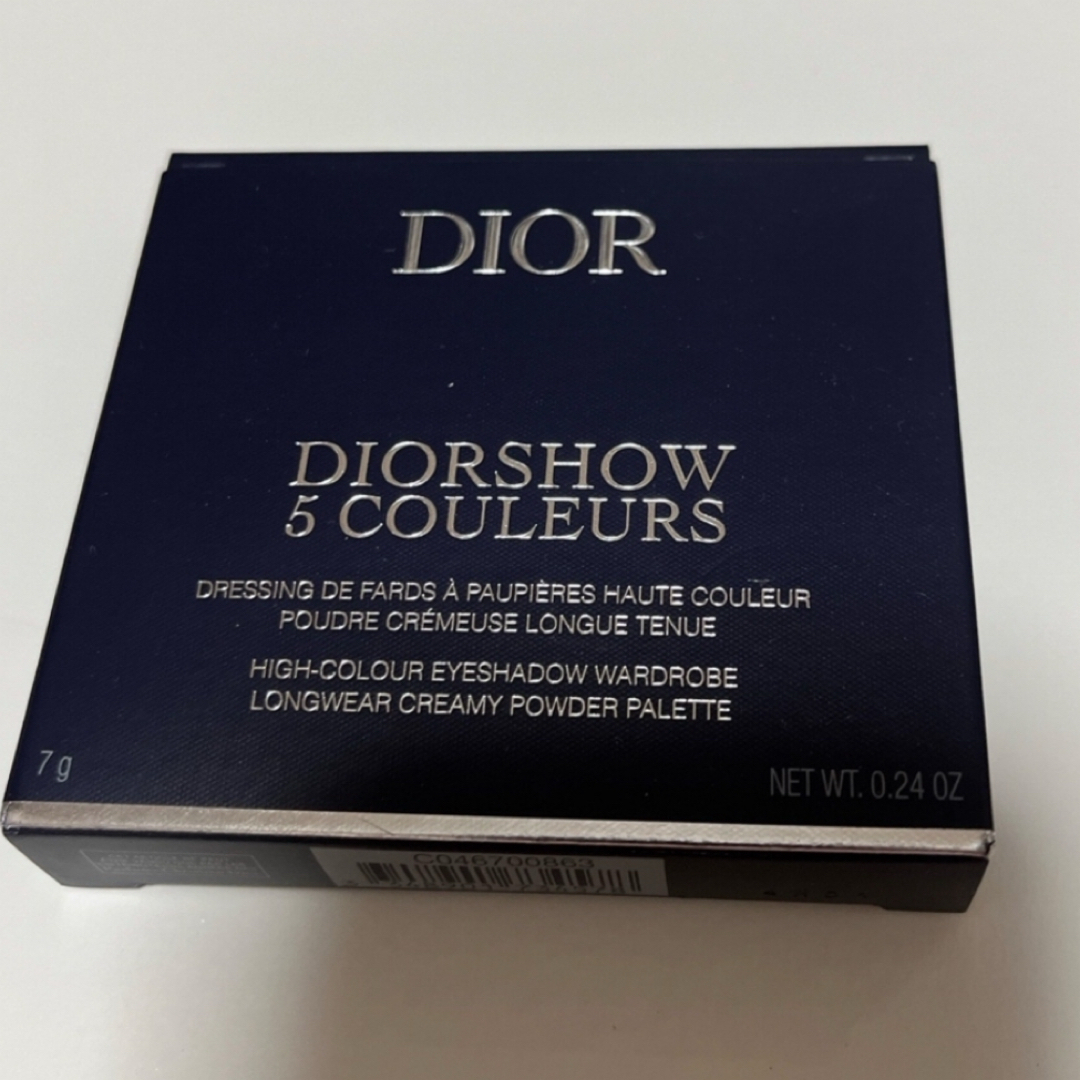 DIOR
DIORSHOW
5 COULEURS
DRESSING DE FARDS À PAUPIÈRES HAUTE COULEUR
POUDRE CRÉMEUSE LONGUE TENUE
HIGH-COLOUR EYESHADOW WARDROBE
LONGWEAR CREAMY POWDER PALETTE
7 g
NET WT. 0.24 OZ
C046700863